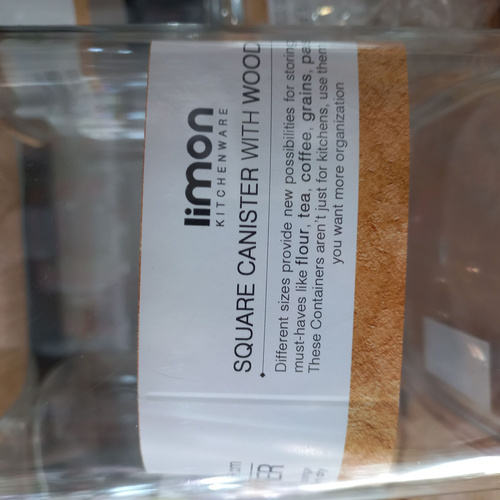 limon
KITCHENWARE
SQUARE CANISTER WITH WOOD
Different sizes provide new possibilities for storing
must-haves like flour, tea, coffee, grains,
These Containers aren't just for kitchens, use them
you want more organization